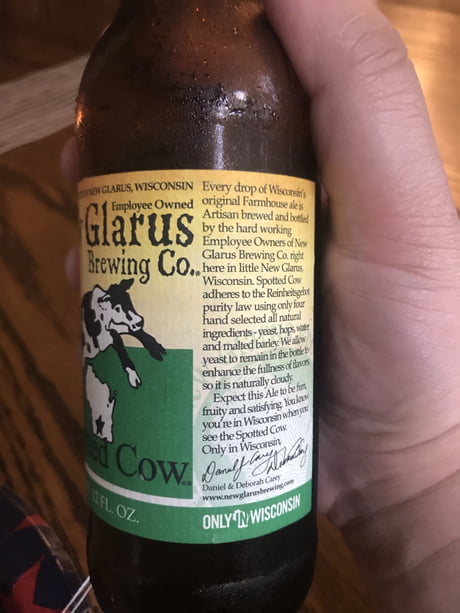 NEW GLARUS, WISCONSIN
Employee Owned
Glarus
Brewing Co.
Cow
12 FL. OZ.
Every drop of Wisconsin's
original Farmhouse ale is
Artisan brewed and bottled
by the hard working
Employee Owners of New
Glarus Brewing Co. right
here in little New Glarus,
Wisconsin. Spotted Cow
adheres to the Reinheitsgebot
purity law using only four
hand selected all natural
ingredients - yeast, hops, water
and malted barley. We allow
yeast to remain in the bottle to
enhance the fullness of flavors
so it is naturally cloudy.
Expect this Ale to be fun,
fruity and satisfying. You know
you're in Wisconsin when you
see the Spotted Cow.
Only in Wisconsin,
Daniel & Deborah Carey
www.newglarusbrewing.com
ONLY IN WISCONSIN